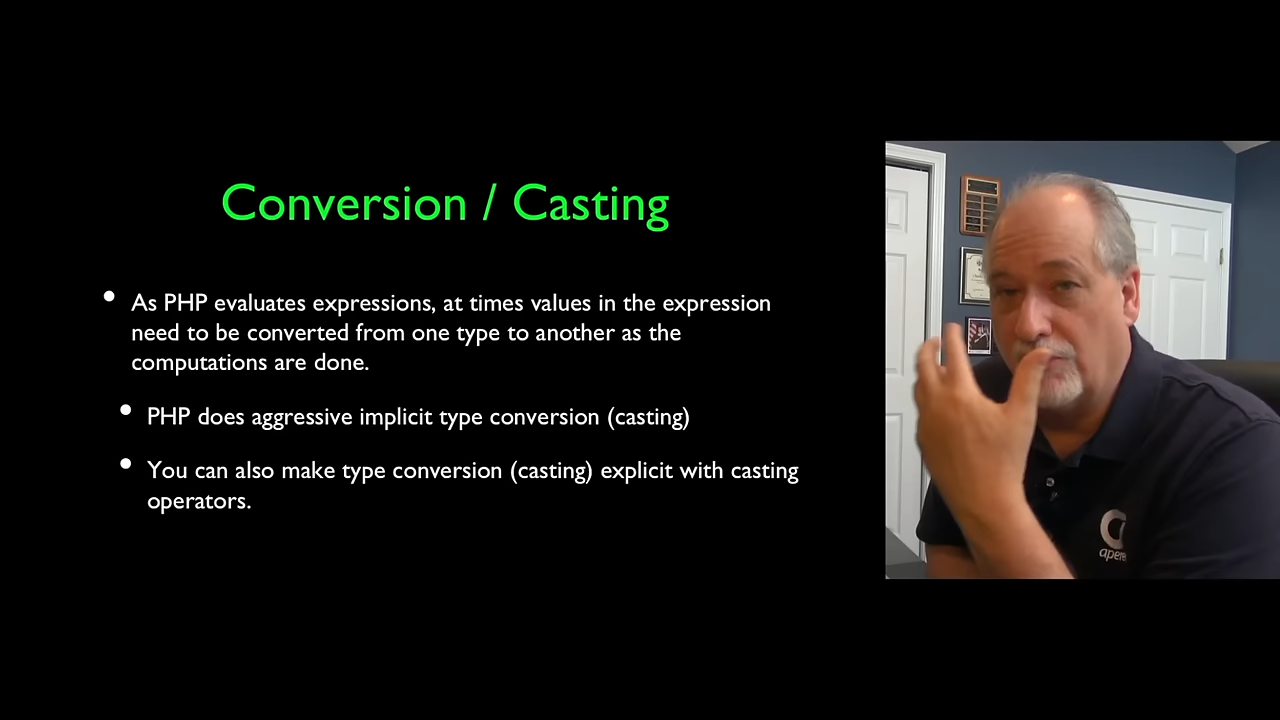 Conversion / Casting
• As PHP evaluates expressions, at times values in the expression
need to be converted from one type to another as the
computations are done.
• PHP does aggressive implicit type conversion (casting)
• You can also make type conversion (casting) explicit with casting
operators.